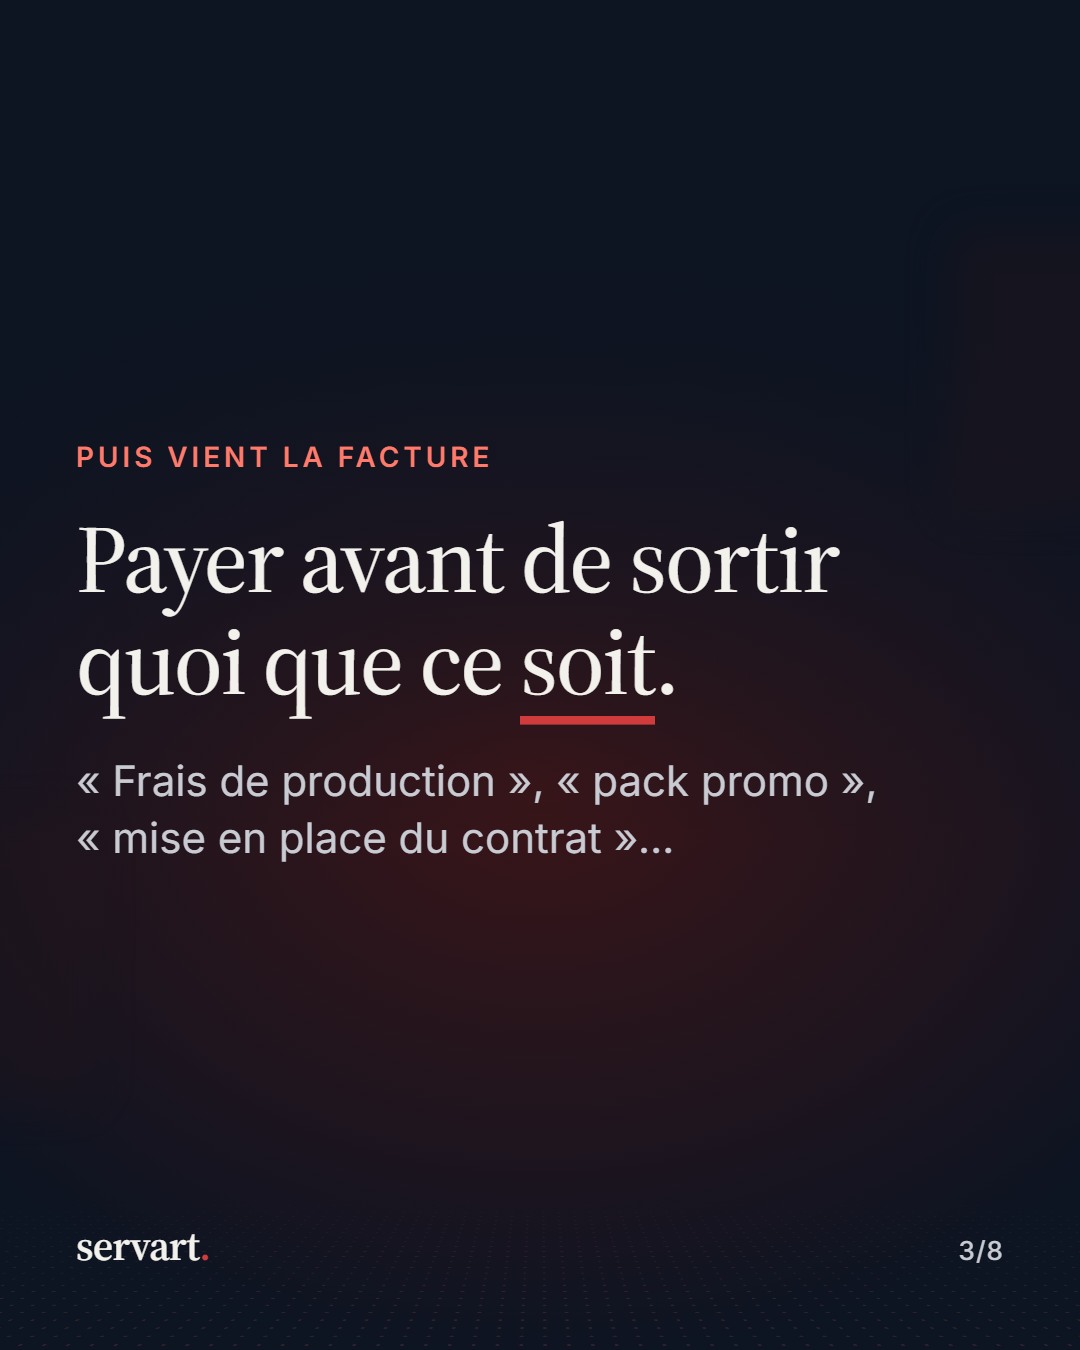 PUIS VIENT LA FACTURE
Payer avant de sortir
quoi que ce soit.
« Frais de production », « pack promo »,
« mise en place du contrat »...
servart.
3/8